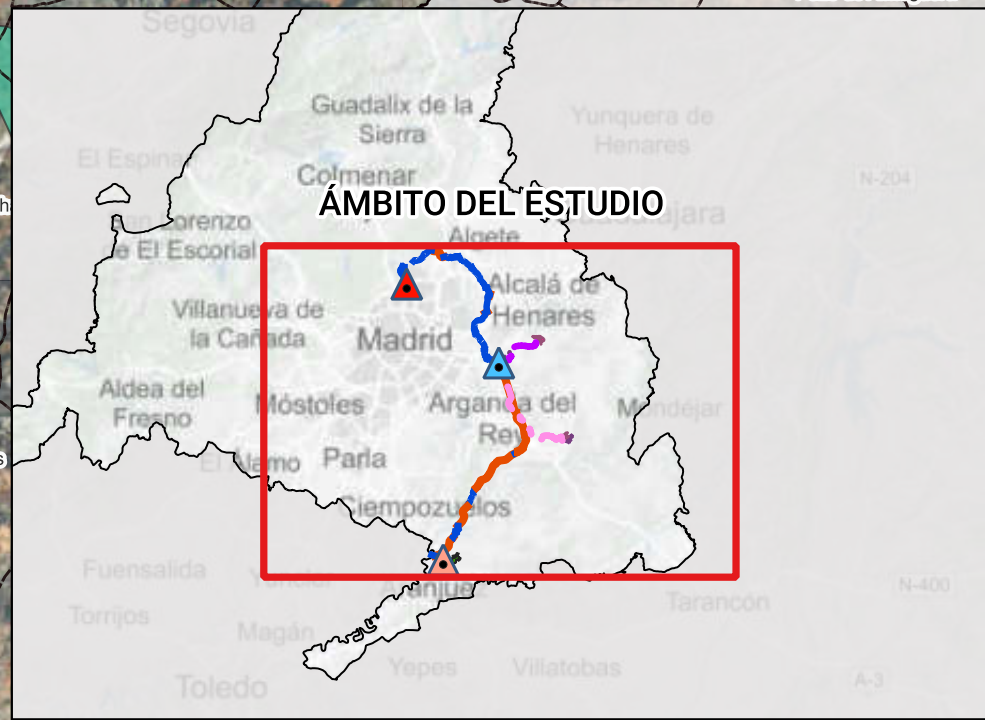 Segovia
Guadalix de la
Sierra
Yunquera de
Henares
El Espinar
Colmenar
N-204
ÁMBITO DEL ESTUDIO
San Lorenzo
de El Escorial
Algete
Alcalá de
Henares
Villanueva de
la Cañada
Madrid
Aldea del
Fresno
Móstoles
Arganda del
Rey
Mondéjar
El Álamo
Parla
Ciempozuelos
Fuensalida
Yuncler
Aranjuez
N-400
Torrijos
Tarancón
Magán
Yepes
Villatobas
Toledo
A-3